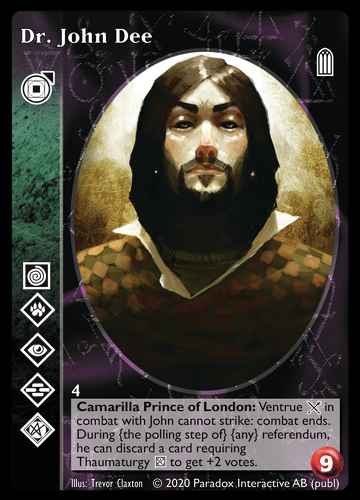 Dr. John Dee
4
Camarilla Prince of London: Ventrue in
combat with John cannot strike: combat ends.
During {the polling step of} {any} referendum,
he can discard a card requiring
Thaumaturgy to get +2 votes.
9
Illus: Trevor Claxton © 2020 Paradox Interactive AB (publ)